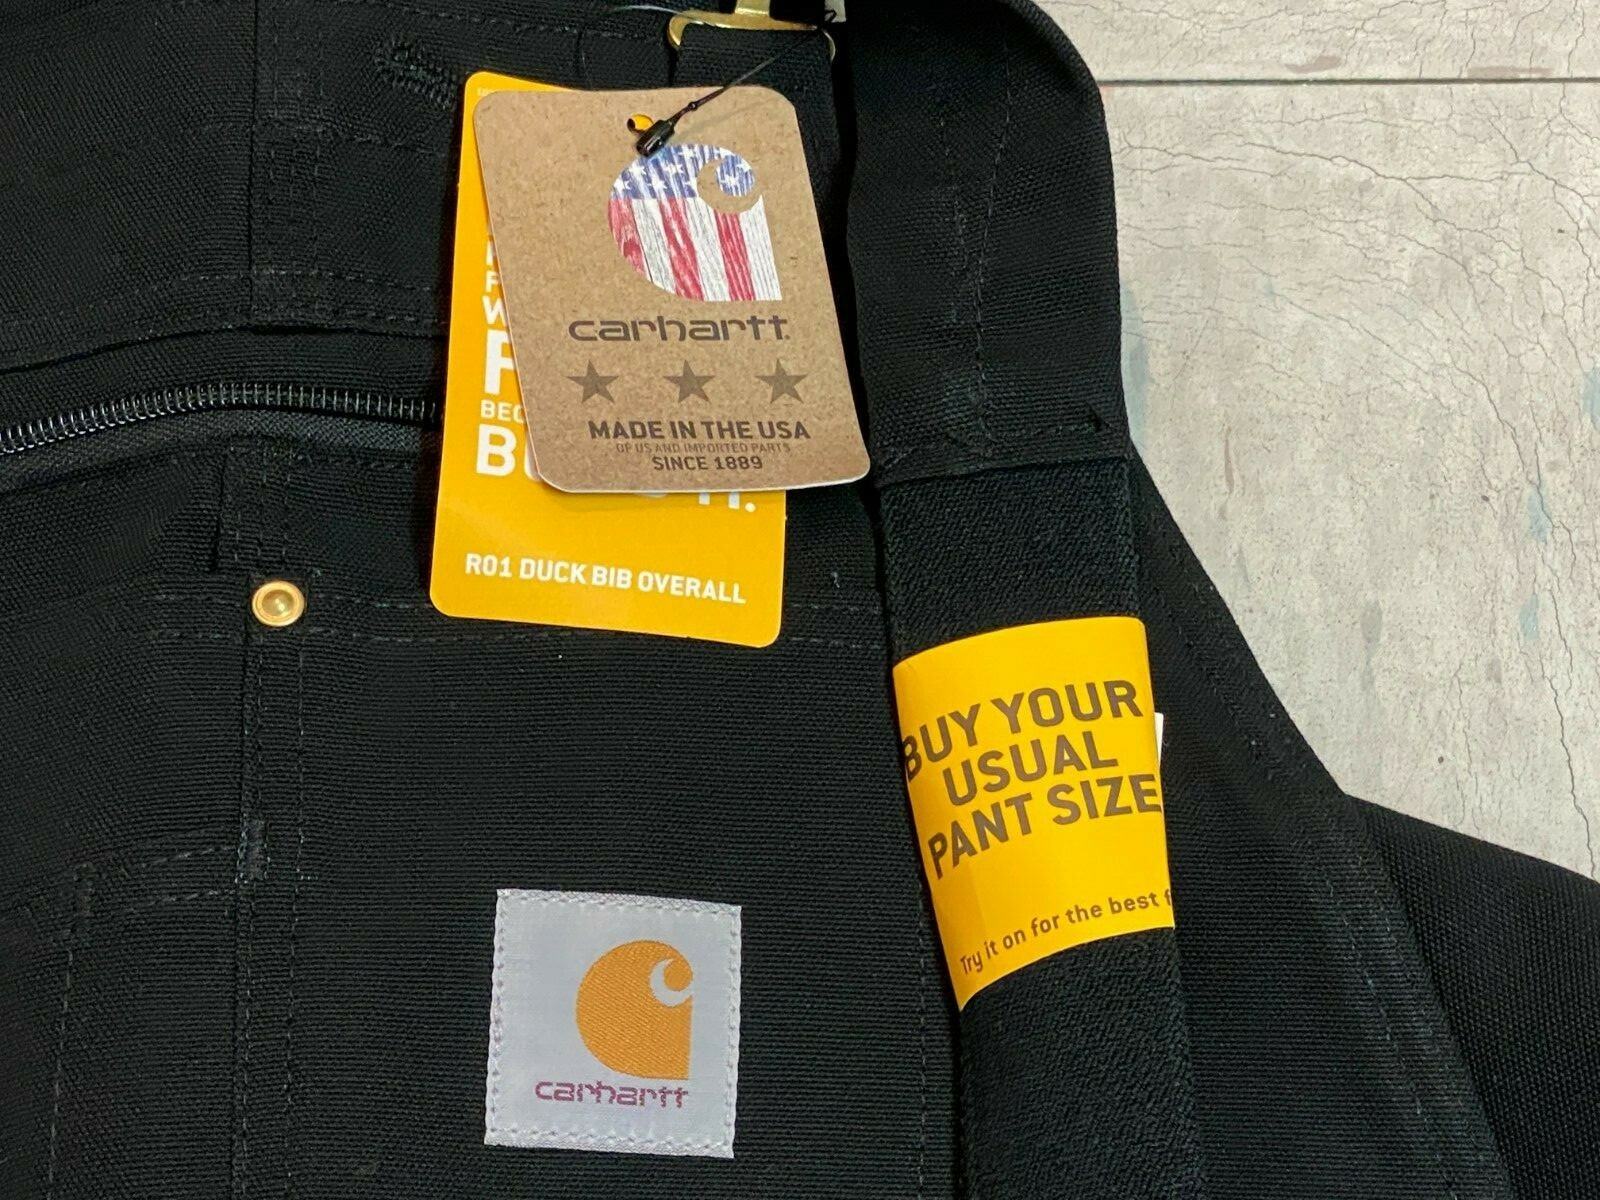 carhartt
MADE IN THE USA
OF US AND IMPORTED PARTS
SINCE 1889
R01 DUCK BIB OVERALL
BUY YOUR
USUAL
PANT SIZE
Try it on for the best
carhartt